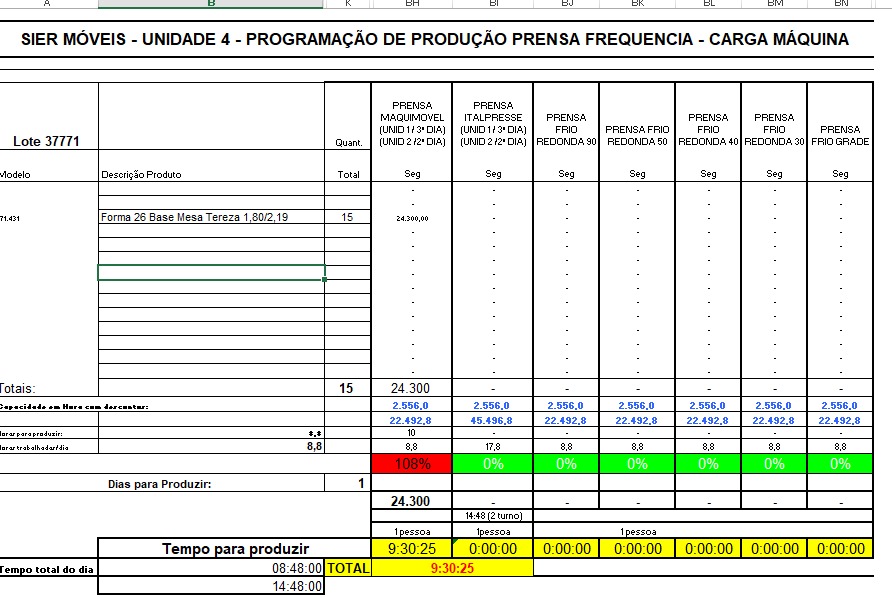 A B K BH BI BJ BK BL BM BN
SIER MÓVEIS - UNIDADE 4 - PROGRAMAÇÃO DE PRODUÇÃO PRENSA FREQUENCIA - CARGA MÁQUINA
Lote 37771 Quant. PRENSA MAQUIMOVEL (UNID 1 / 3ª DIA) (UNID 2 /2ª DIA) PRENSA ITALPRESSE (UNID 1 / 3ª DIA) (UNID 2 /2ª DIA) PRENSA FRIO REDONDA 90 PRENSA FRIO REDONDA 50 PRENSA FRIO REDONDA 40 PRENSA FRIO REDONDA 30 PRENSA FRIO GRADE
Modelo Descrição Produto Total Seg Seg Seg Seg Seg Seg Seg
- - - - - - -
- - - - - - -
71.431 Forma 26 Base Mesa Tereza 1,80/2,19 15 24.300,00 - - - - - -
- - - - - - -
- - - - - - -
- - - - - - -
- - - - - - -
- - - - - - -
- - - - - - -
- - - - - - -
- - - - - - -
- - - - - - -
- - - - - - -
- - - - - - -
Totais: 15 24.300 - - - - - -
Capacidade em Hora com descontos: 2.556,0 2.556,0 2.556,0 2.556,0 2.556,0 2.556,0 2.556,0
22.492,8 45.496,8 22.492,8 22.492,8 22.492,8 22.492,8 22.492,8
Horas para produzir: 8,8 10 - - - - - -
Horas trabalhadas/dia 8,8 8,8 17,8 8,8 8,8 8,8 8,8 8,8
108% 0% 0% 0% 0% 0% 0%
Dias para Produzir: 1
24.300 - - - - - -
14:48 (2 turno)
1 pessoa 1pessoa 1 pessoa
Tempo para produzir 9:30:25 0:00:00 0:00:00 0:00:00 0:00:00 0:00:00 0:00:00
Tempo total do dia 08:48:00 TOTAL 9:30:25
14:48:00